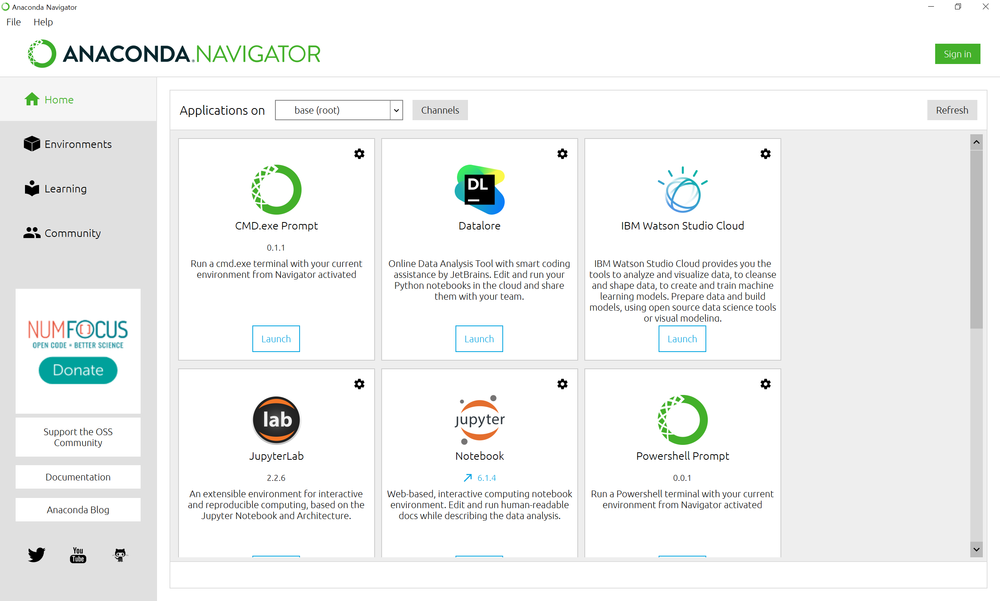 Anaconda Navigator
File Help
ANACONDA.® NAVIGATOR
Sign in
Home
Environments
Learning
Community
NUMFOCUS
OPEN CODE = BETTER SCIENCE
Donate
Support the OSS
Community
Documentation
Anaconda Blog
You
Tube
Applications on base (root) Channels Refresh
CMD.exe Prompt
0.1.1
Run a cmd.exe terminal with your current
environment from Navigator activated
Launch
DL
Datalore
Online Data Analysis Tool with smart coding
assistance by JetBrains. Edit and run your
Python notebooks in the cloud and share
them with your team.
Launch
IBM Watson Studio Cloud
IBM Watson Studio Cloud provides you the
tools to analyze and visualize data, to cleanse
and shape data, to create and train machine
learning models. Prepare data and build
models, using open source data science tools
or visual modeling.
Launch
lab
JupyterLab
2.2.6
An extensible environment for interactive
and reproducible computing, based on the
Jupyter Notebook and Architecture.
jupyter
Notebook
6.1.4
Web-based, interactive computing notebook
environment. Edit and run human-readable
docs while describing the data analysis.
Powershell Prompt
0.0.1
Run a Powershell terminal with your current
environment from Navigator activated